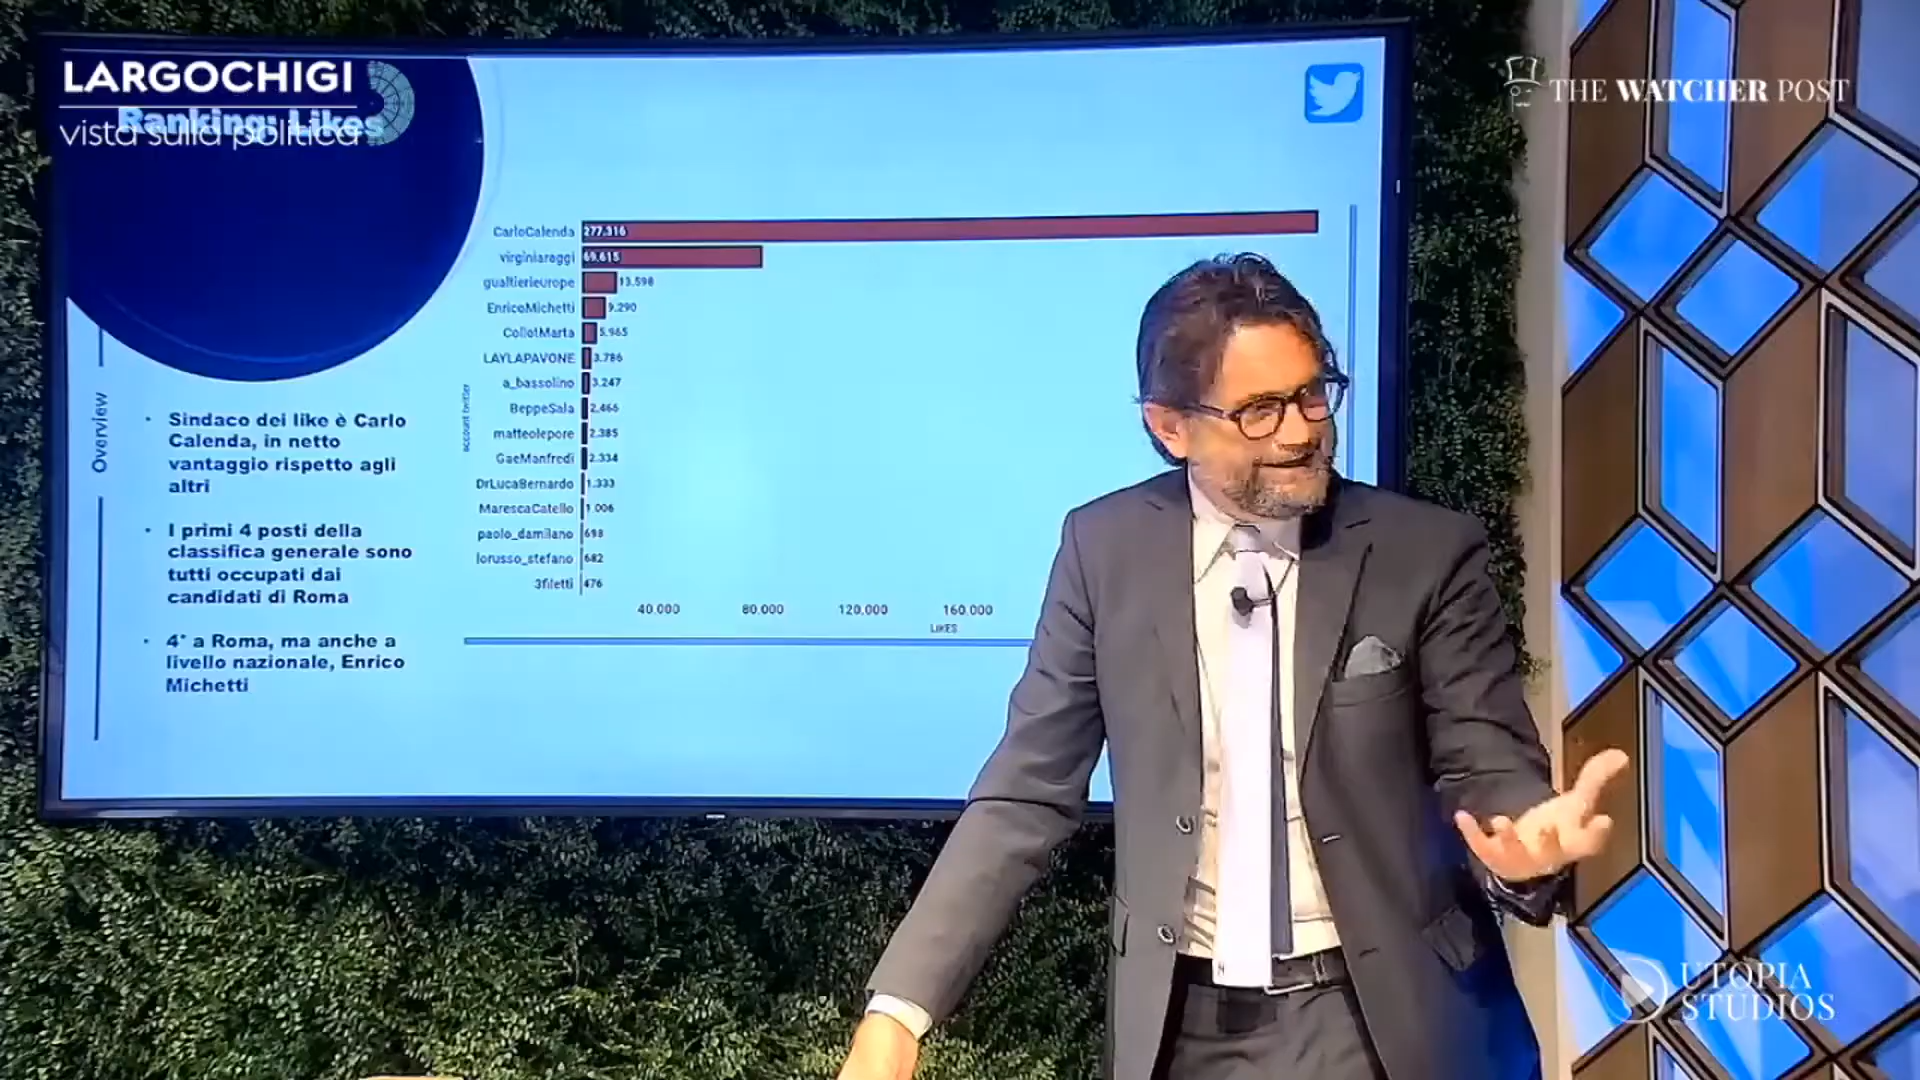 LARGOCHIGI
Ranking: Likes
vista sulla politica
THE WATCHER POST
CarloCalenda 277.316
virginiaraggi 69.615
gualtierieurope 13.598
EnricoMichetti 9.290
CollotMarta 5.965
LAYLAPAVONE 3.786
a_bassolino 3.247
BeppeSala 2.466
matteolepore 2.385
GaeManfredi 2.334
DrLucaBernardo 1.333
MarescaCatello 1.006
paolo_damilano 698
lorusso_stefano 682
3filetti 476
account twitter
40.000 80.000 120.000 160.000
LIKES
Overview
• Sindaco dei like è Carlo
Calenda, in netto
vantaggio rispetto agli
altri
• I primi 4 posti della
classifica generale sono
tutti occupati dai
candidati di Roma
• 4° a Roma, ma anche a
livello nazionale, Enrico
Michetti
UTOPIA
STUDIOS